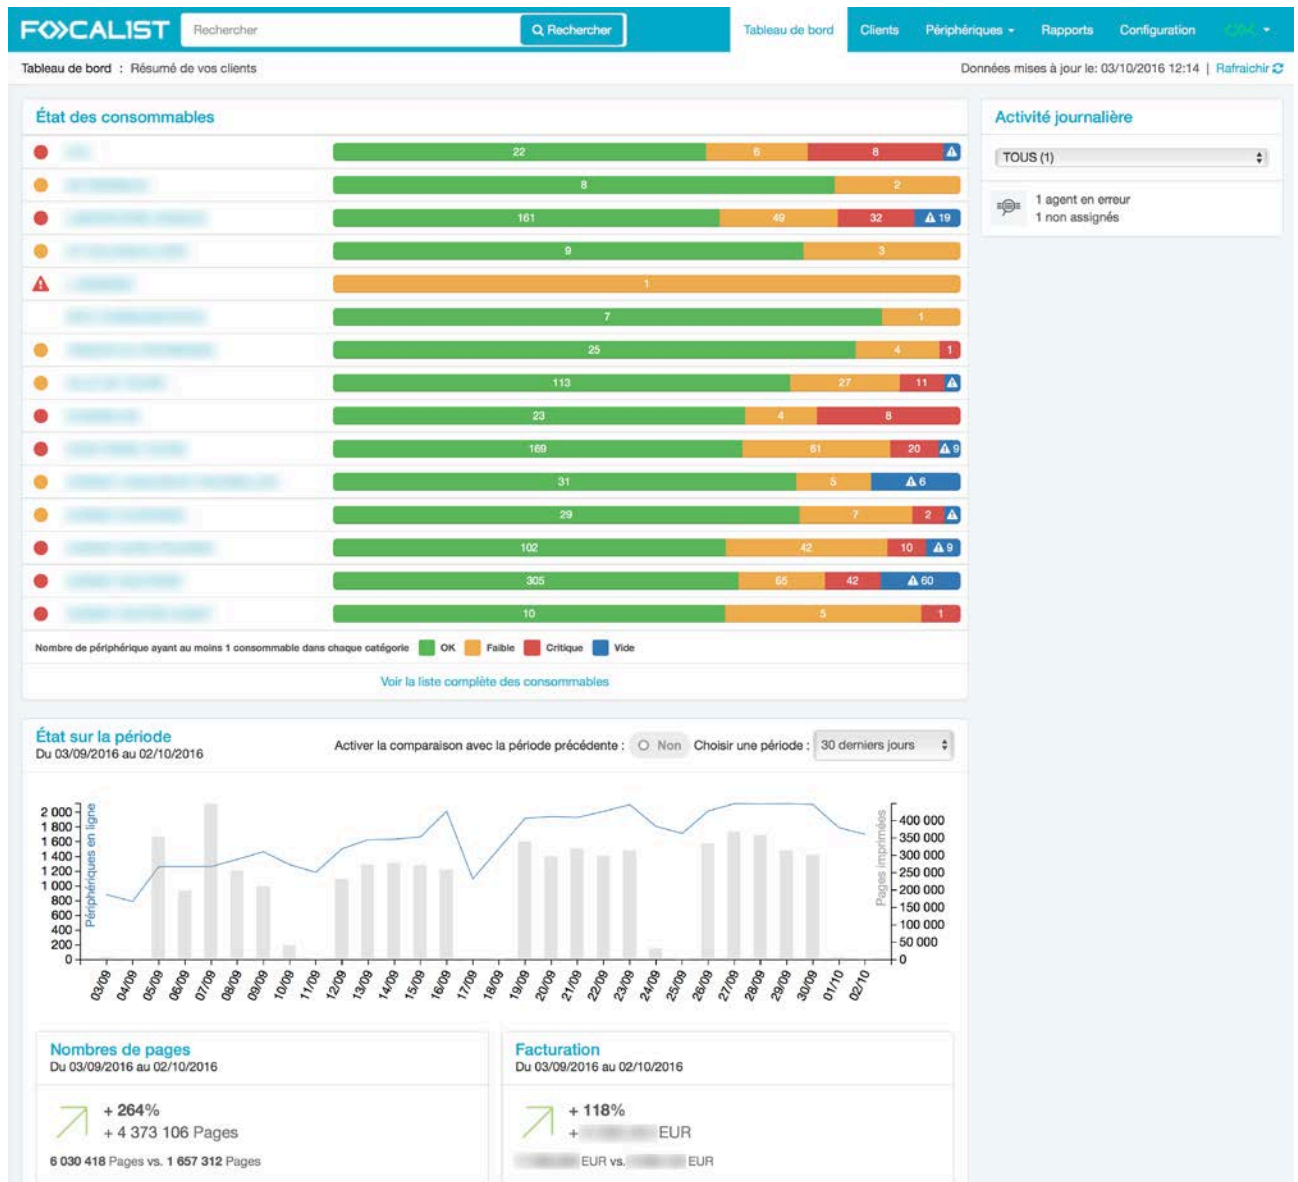 FOCALIST Rechercher Rechercher Tableau de bord Clients Périphériques Rapports Configuration
Tableau de bord : Résumé de vos clients Données mises à jour le: 03/10/2016 12:14 | Rafraichir
État des consommables
22 6 8
8 2
161 49 32 19
9 3
1
7 1
25 4 1
113 27 11
23 4 8
169 61 20 9
31 5 6
29 7 2
102 42 10 9
305 65 42 60
10 5 1
Nombre de périphérique ayant au moins 1 consommable dans chaque catégorie OK Faible Critique Vide
Voir la liste complète des consommables
Activité journalière
TOUS (1)
1 agent en erreur
1 non assignés
État sur la période
Du 03/09/2016 au 02/10/2016
Activer la comparaison avec la période précédente : Non Choisir une période : 30 derniers jours
Périphériques en ligne
2 000
1 800
1 600
1 400
1 200
1 000
800
600
400
200
0
Pages imprimées
400 000
350 000
300 000
250 000
200 000
150 000
100 000
50 000
0
03/09 04/09 05/09 06/09 07/09 08/09 09/09 10/09 11/09 12/09 13/09 14/09 15/09 16/09 17/09 18/09 19/09 20/09 21/09 22/09 23/09 24/09 25/09 26/09 27/09 28/09 29/09 30/09 01/10 02/10
Nombres de pages
Du 03/09/2016 au 02/10/2016
+ 264%
+ 4 373 106 Pages
6 030 418 Pages vs. 1 657 312 Pages
Facturation
Du 03/09/2016 au 02/10/2016
+ 118%
+ EUR
EUR vs. EUR